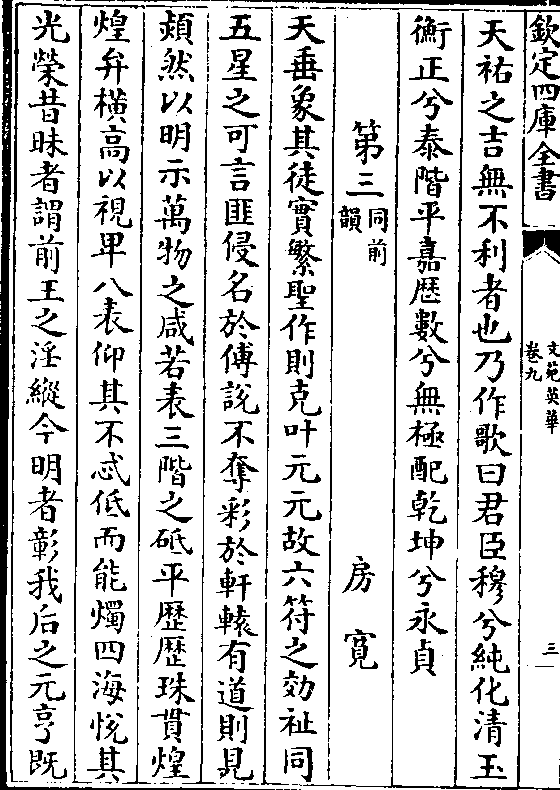 欽定四庫全書
文苑英華
卷九
三
天祐之吉無不利者也乃作歌曰君臣穆兮純化清玉
衡正兮泰階平嘉歴數兮無極配乾坤兮永貞
第三 同前韻 房寛
天垂象其徒實繁聖作則克叶元元故六符之効祉同
五星之可言匪侵名於傅說不奪彩於軒轅有道則見
熲然以明示萬物之咸若表三階之砥平歴歴珠貫煌
煌弁橫高以視卑八表仰其不忒低而能燭四海悅其
光榮昔昧者謂前王之淫縱今明者彰我后之元亨既